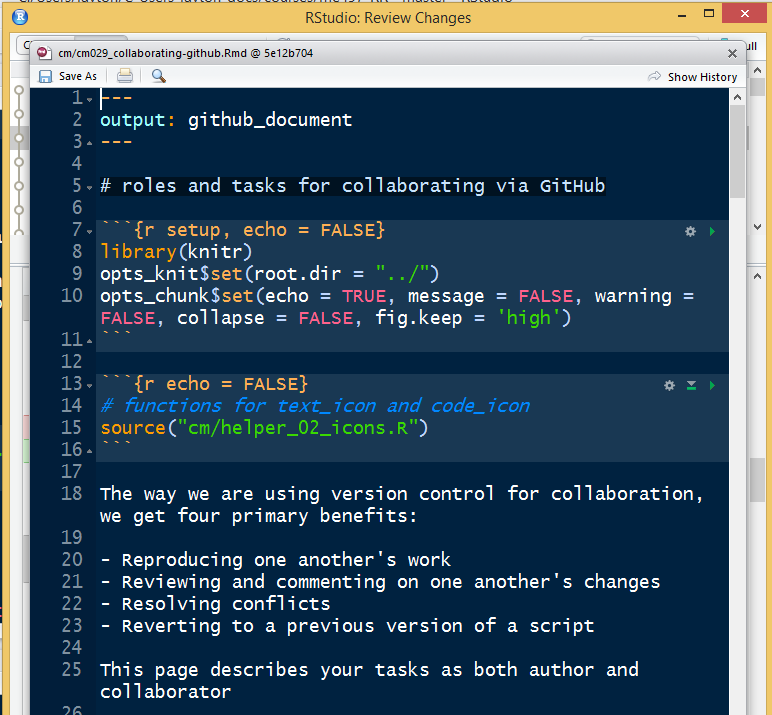 RStudio: Review Changes
cm/cm029_collaborating-github.Rmd @ 5e12b704
Save As
Show History
1 ---
2 output: github_document
3 ---
4
5 # roles and tasks for collaborating via GitHub
6
7 ```{r setup, echo = FALSE}
8 library(knitr)
9 opts_knit$set(root.dir = "../")
10 opts_chunk$set(echo = TRUE, message = FALSE, warning =
FALSE, collapse = FALSE, fig.keep = 'high')
11 ```
12
13 ```{r echo = FALSE}
14 # functions for text_icon and code_icon
15 source("cm/helper_02_icons.R")
16 ```
17
18 The way we are using version control for collaboration,
we get four primary benefits:
19
20 - Reproducing one another's work
21 - Reviewing and commenting on one another's changes
22 - Resolving conflicts
23 - Reverting to a previous version of a script
24
25 This page describes your tasks as both author and
collaborator
26